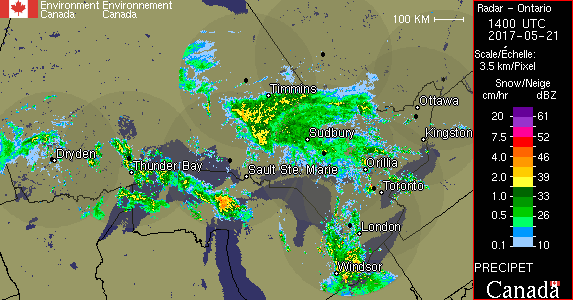 Environment Environnement
Canada Canada
100 KM
Radar - Ontario
1400 UTC
2017-05-21
Scale/Échelle:
3.5 km/Pixel
Snow/Neige
cm/hr dBZ
20 61
7.5 52
4.0 46
2.0 39
1.0 33
0.5 26
0.1 10
PRECIPET
Canada
Timmins
Ottawa
Sudbury
Kingston
Dryden
Thunder Bay
Sault Ste. Marie
Orillia
Toronto
London
Windsor